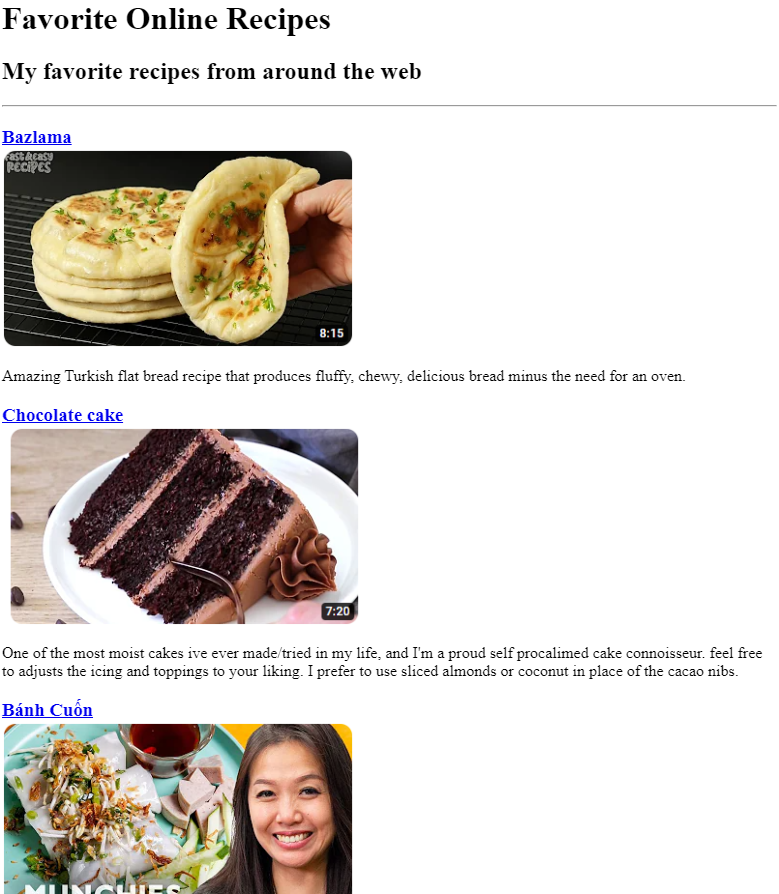 Favorite Online Recipes
My favorite recipes from around the web
Bazlama
FAST&EASY
RECIPES
8:15
Amazing Turkish flat bread recipe that produces fluffy, chewy, delicious bread minus the need for an oven.
Chocolate cake
7:20
One of the most moist cakes ive ever made/tried in my life, and I'm a proud self procalimed cake connoisseur. feel free
to adjusts the icing and toppings to your liking. I prefer to use sliced almonds or coconut in place of the cacao nibs.
Bánh Cuốn
MUNCHIES